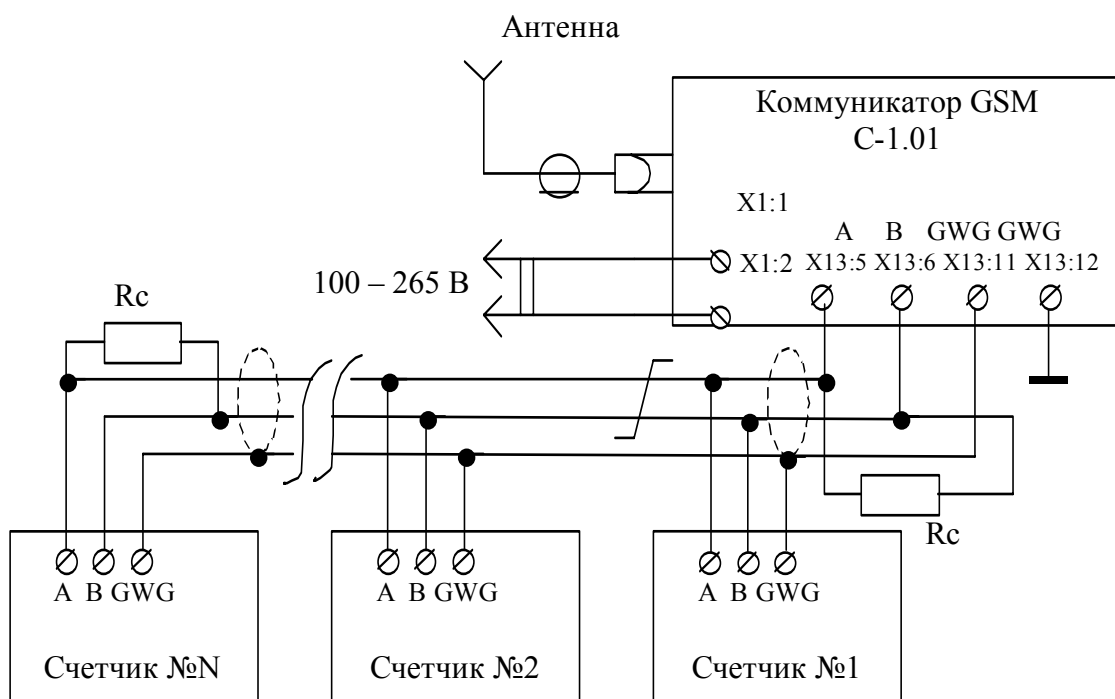 Антенна
Коммуникатор GSM
С-1.01
X1:1
A B GWG GWG
100 – 265 В
X1:2 X13:5 X13:6 X13:11 X13:12
Rc
Rc
A B GWG
A B GWG
A B GWG
Счетчик №N
Счетчик №2
Счетчик №1